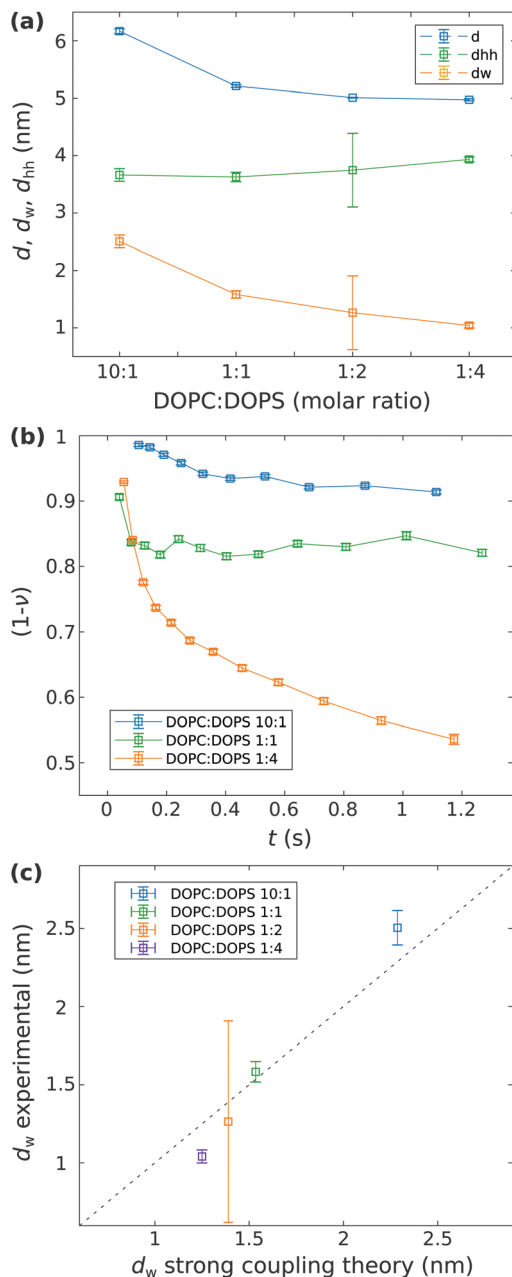 (a)
6
5
4
3
2
1
d, dw, dhh (nm)
d
dhh
dw
10:1 1:1 1:2 1:4
DOPC:DOPS (molar ratio)
(b)
1
0.9
0.8
0.7
0.6
0.5
(1-ν)
DOPC:DOPS 10:1
DOPC:DOPS 1:1
DOPC:DOPS 1:4
0 0.2 0.4 0.6 0.8 1 1.2
t (s)
(c)
DOPC:DOPS 10:1
DOPC:DOPS 1:1
DOPC:DOPS 1:2
DOPC:DOPS 1:4
2.5
2
1.5
1
dw experimental (nm)
1 1.5 2 2.5
dw strong coupling theory (nm)